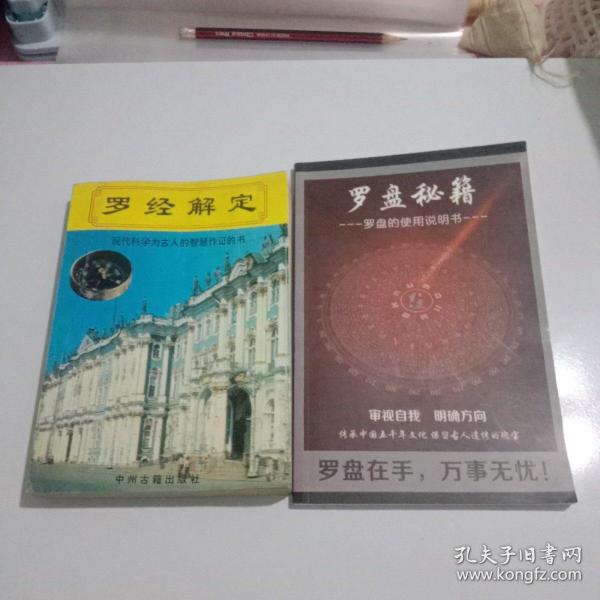 罗经解定
现代科学为古人的智慧作证的书
中州古籍出版社
罗盘秘籍
---罗盘的使用说明书---
审视自我 明确方向
传承中国五千年文化 保留古人遗传的瑰宝
罗盘在手，万事无忧！
孔夫子旧书网
www.kongfz.com